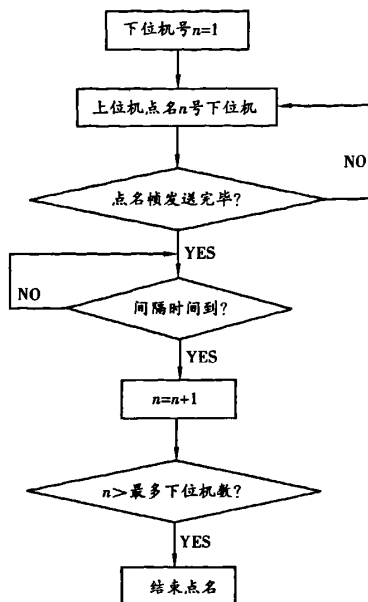 下位机号n=1
上位机点名n号下位机
NO
点名帧发送完毕?
YES
NO
间隔时间到?
YES
n=n+1
n>最多下位机数?
YES
结束点名